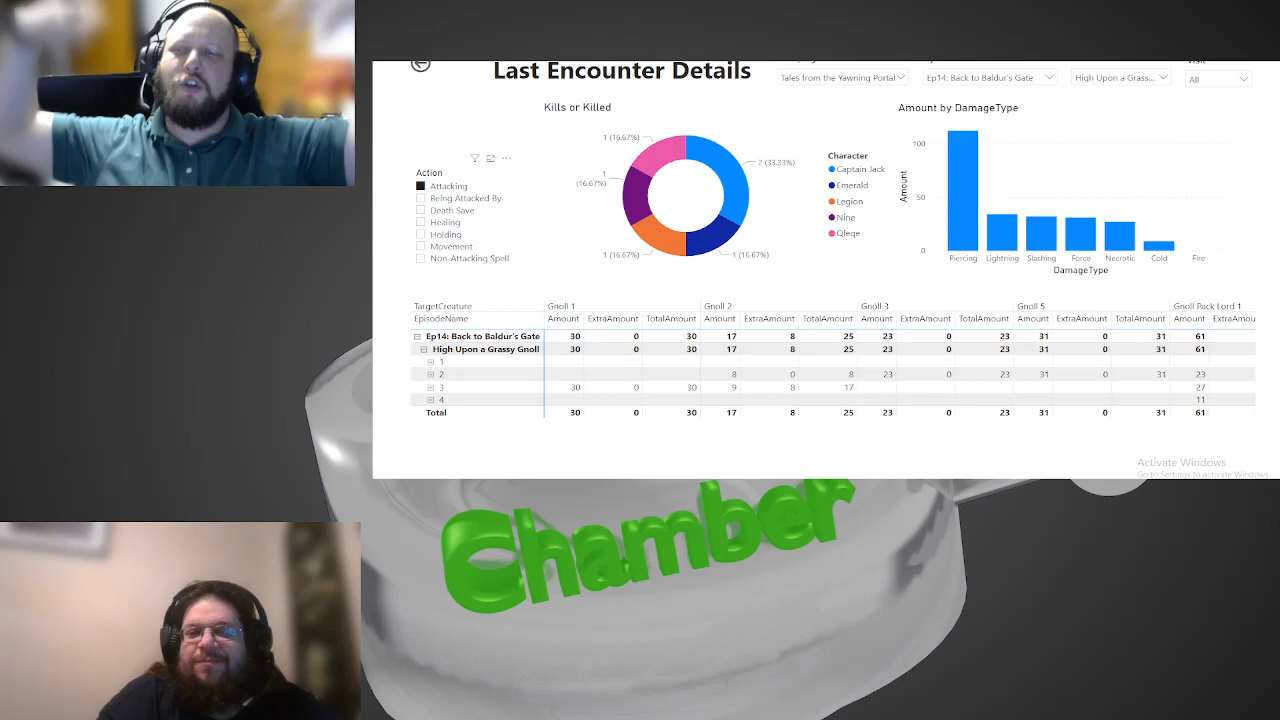 Last Encounter Details
Tales from the Yawning Portal
Ep14: Back to Baldur's Gate
High Upon a Grass...
All
Kills or Killed
Amount by DamageType
1 (16.67%)
2 (33.33%)
1
(16.67%)
1 (16.67%)
1 (16.67%)
Action
Attacking
Being Attacked By
Death Save
Healing
Holding
Movement
Non-Attacking Spell
Character
Captain Jack
Emerald
Legion
Nine
Qleqe
Amount
100
50
0
Piercing Lightning Slashing Force Necrotic Cold Fire
DamageType
TargetCreature Gnoll 1 Gnoll 2 Gnoll 3 Gnoll 5 Gnoll Pack Lord 1
EpisodeName Amount ExtraAmount TotalAmount Amount ExtraAmount TotalAmount Amount ExtraAmount TotalAmount Amount ExtraAmount TotalAmount Amount ExtraAmou
Ep14: Back to Baldur's Gate 30 0 30 17 8 25 23 0 23 31 0 31 61
High Upon a Grassy Gnoll 30 0 30 17 8 25 23 0 23 31 0 31 61
1
2 8 0 8 23 0 23 31 0 31 23
3 30 0 30 9 8 17 27
4 11
Total 30 0 30 17 8 25 23 0 23 31 0 31 61
Activate Windows
Go to Settings to activate Windows.
Chamber